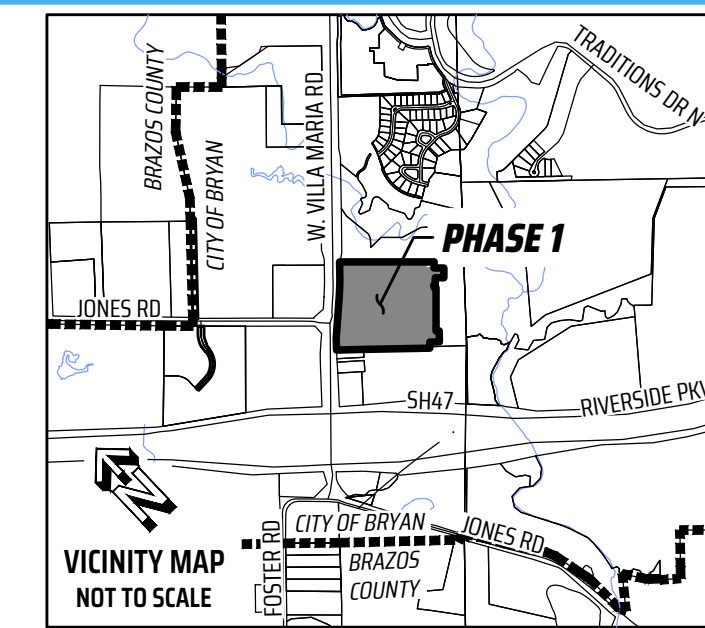 TRADITIONS DR N
BRAZOS COUNTY
CITY OF BRYAN
W. VILLA MARIA RD
PHASE 1
JONES RD
SH47
RIVERSIDE PKW
N
CITY OF BRYAN
JONES RD
BRAZOS
COUNTY
FOSTER RD
VICINITY MAP
NOT TO SCALE